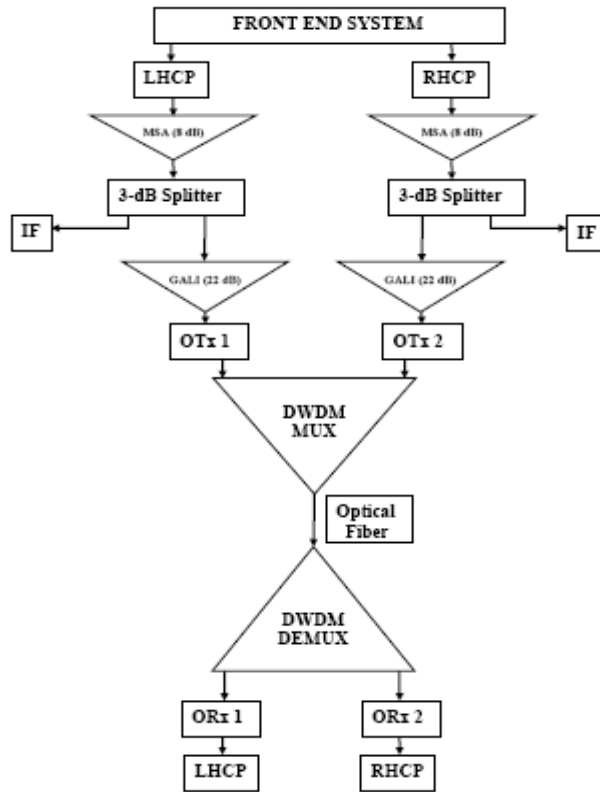 FRONT END SYSTEM
LHCP
RHCP
MSA (8 dB)
MSA (8 dB)
3-dB Splitter
3-dB Splitter
IF
IF
GALI (22 dB)
GALI (22 dB)
OTx 1
OTx 2
DWDM
MUX
Optical
Fiber
DWDM
DEMUX
ORx 1
ORx 2
LHCP
RHCP